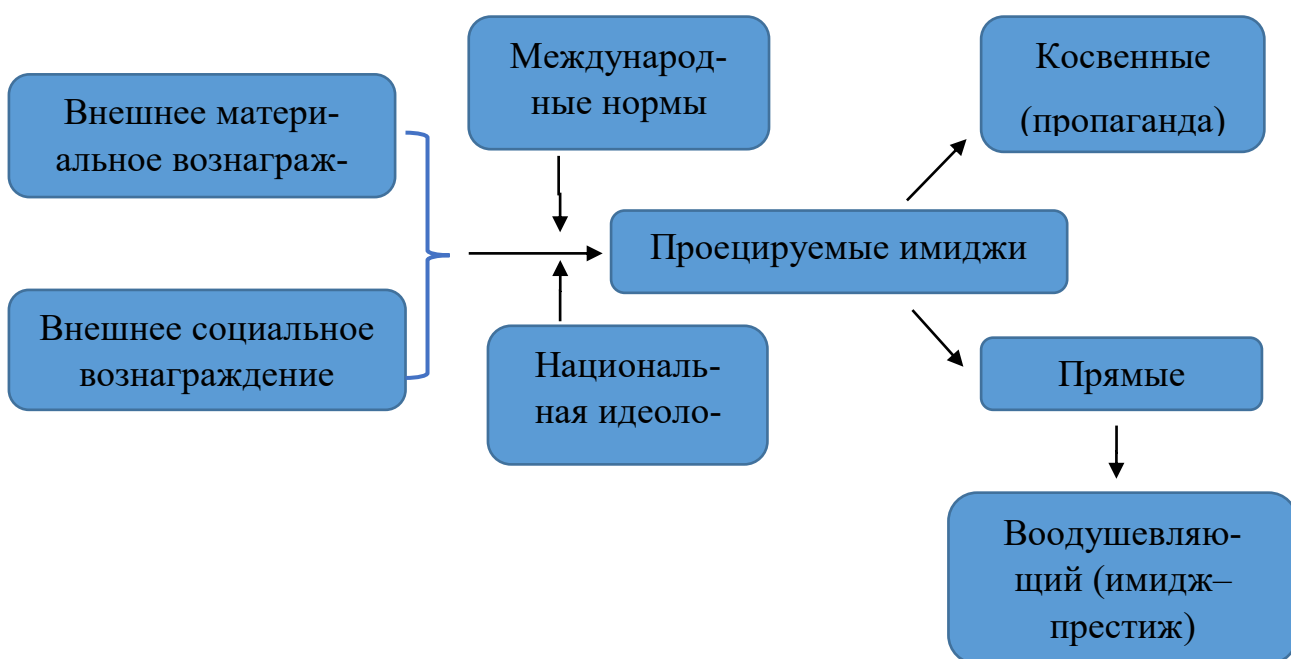 Внешнее матери-
альное вознаграж-
Внешнее социальное
вознаграждение
Международ-
ные нормы
Националь-
ная идеоло-
Проецируемые имиджи
Косвенные
(пропаганда)
Прямые
Воодушевляю-
щий (имидж–
престиж)